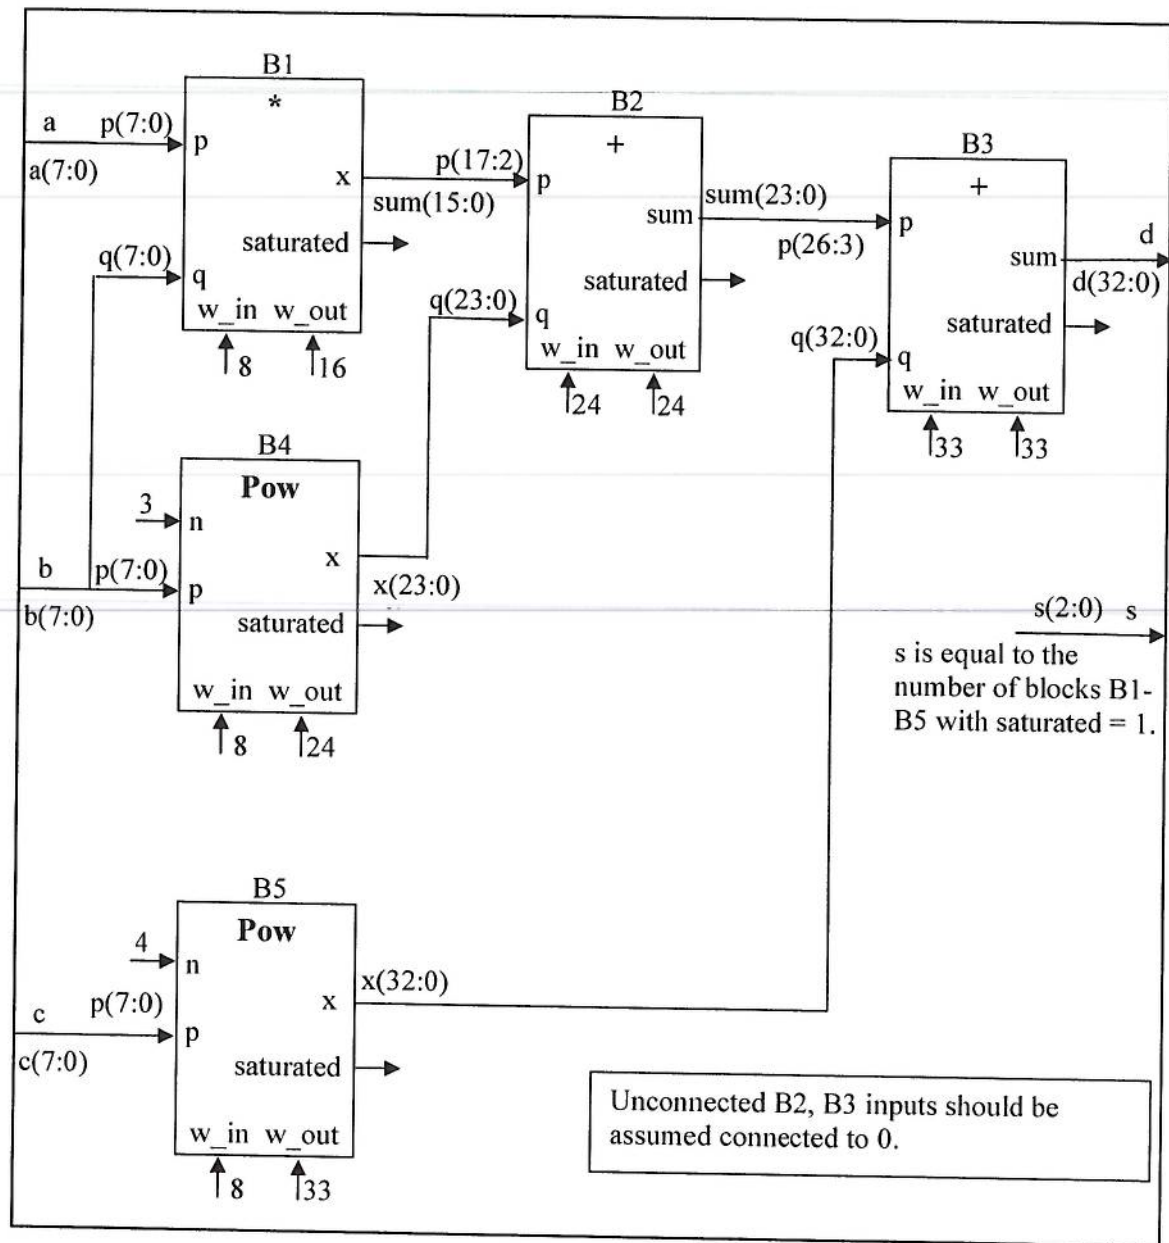 B1
*
a
p(7:0)
p
a(7:0)
x
sum(15:0)
saturated
q(7:0)
q
w_in w_out
8
16
B2
+
p(17:2)
p
sum
sum(23:0)
saturated
q(23:0)
q
w_in w_out
24
24
B3
+
p
p(26:3)
sum
d
d(32:0)
saturated
q(32:0)
q
w_in w_out
33
33
B4
Pow
3
n
x
x(23:0)
b
p(7:0)
p
b(7:0)
saturated
w_in w_out
8
24
s(2:0) s
s is equal to the
number of blocks B1-
B5 with saturated = 1.
B5
Pow
4
n
x
x(32:0)
c
p(7:0)
p
c(7:0)
saturated
w_in w_out
8
33
Unconnected B2, B3 inputs should be
assumed connected to 0.